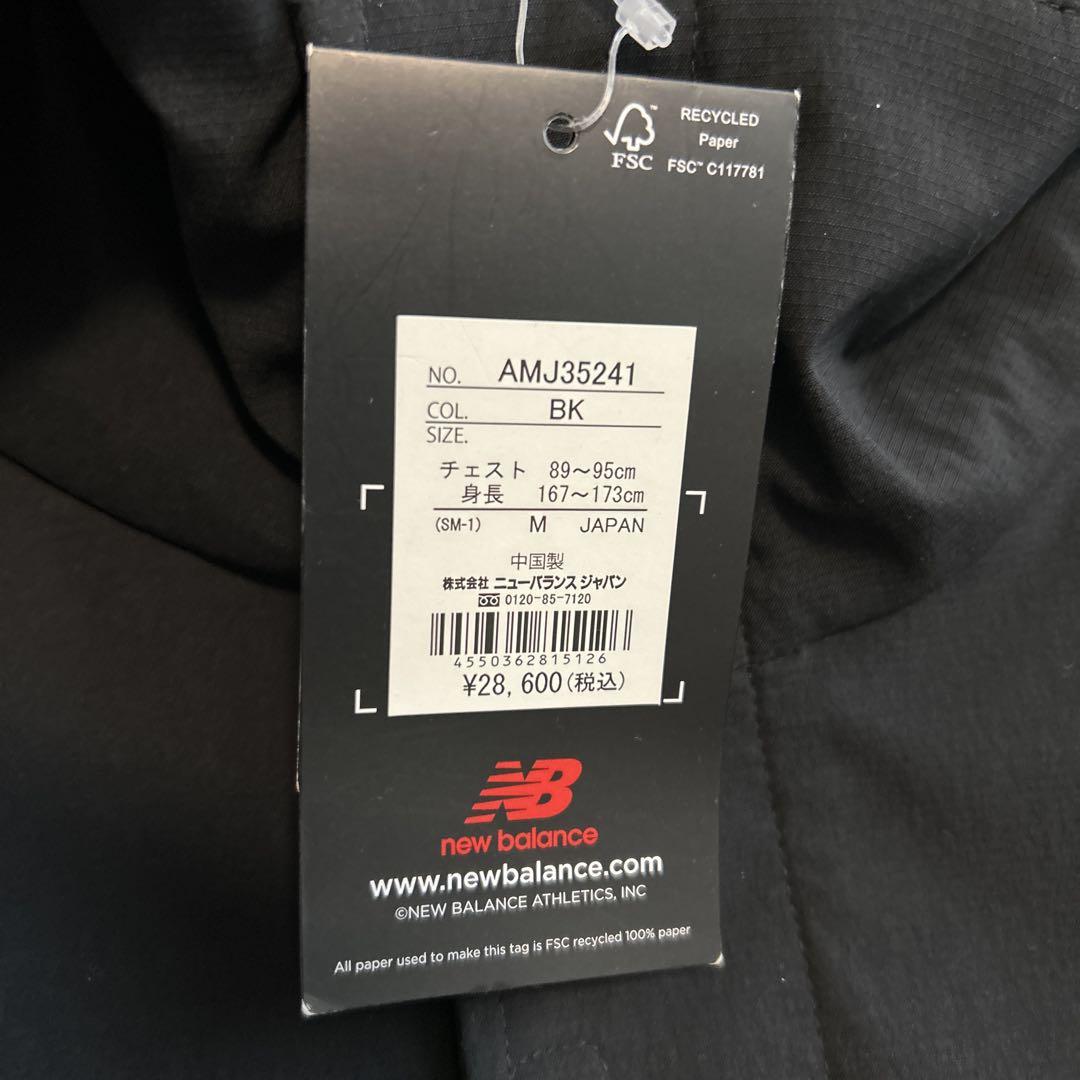 FSC™
RECYCLED
Paper
FSC™ C117781
NO. AMJ35241
COL. BK
SIZE.
チェスト 89～95cm
身長 167～173cm
(SM-1) M JAPAN
中国製
株式会社 ニューバランス ジャパン
0120-85-7120
4550362815126
¥28,600(税込)
NB
new balance
www.newbalance.com
©NEW BALANCE ATHLETICS, INC
All paper used to make this tag is FSC recycled 100% paper